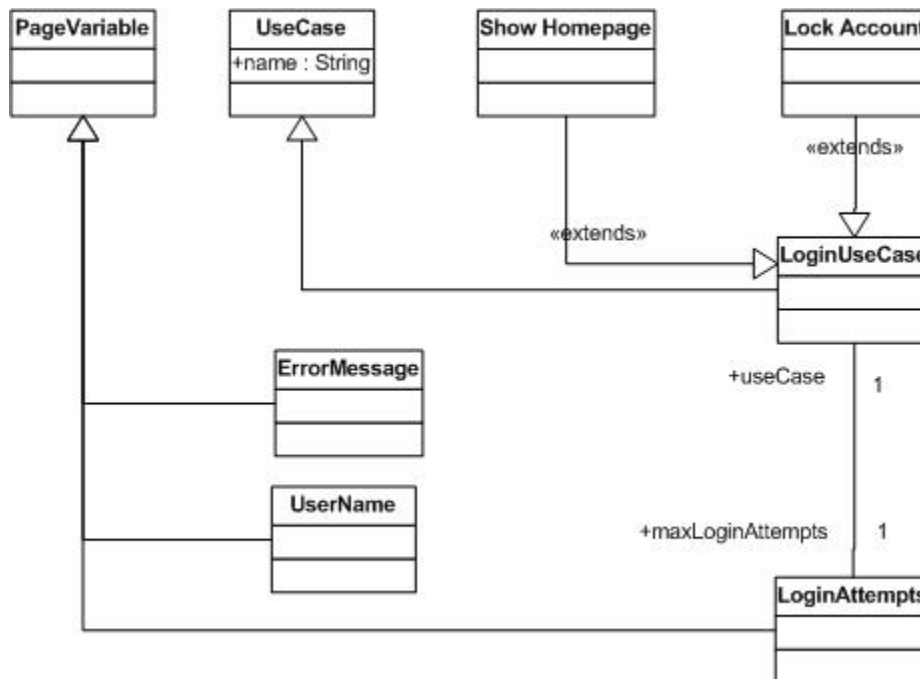 PageVariable
UseCase
Show Homepage
Lock Account
+name : String
«extends»
«extends»
LoginUseCase
ErrorMessage
+useCase
1
UserName
+maxLoginAttempts
1
LoginAttempts